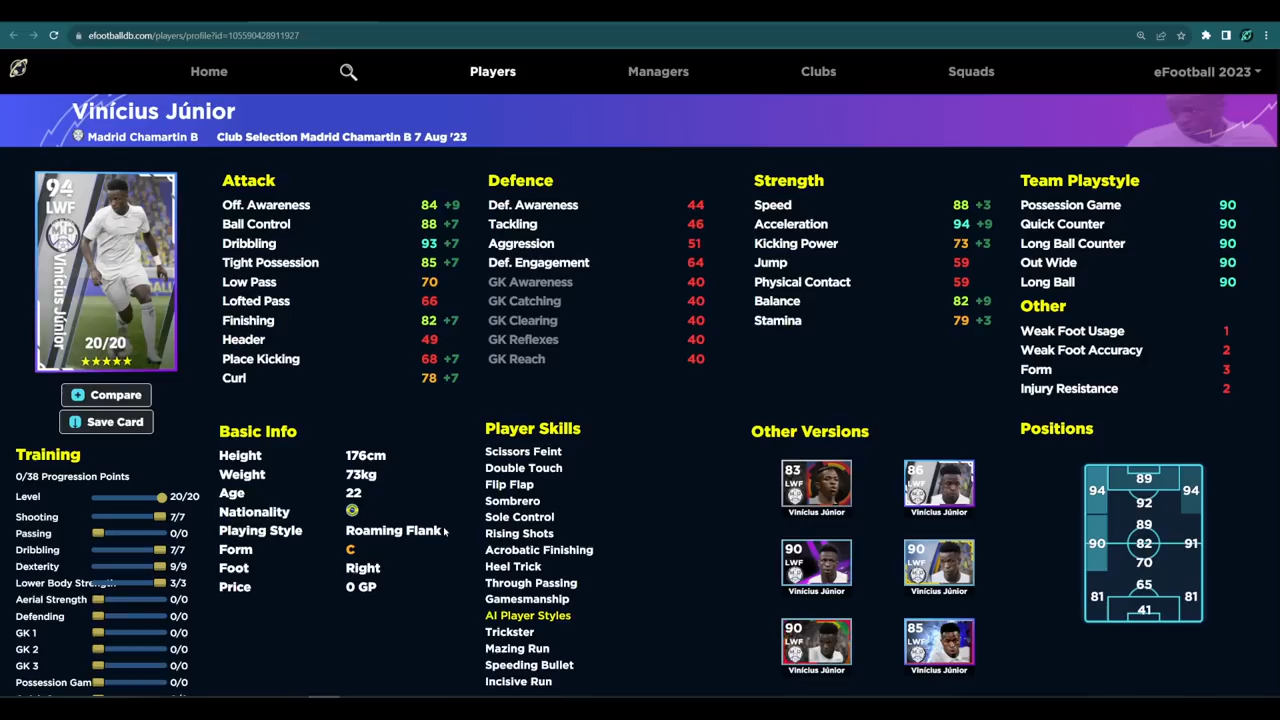 efootballdb.com/players/profile?id=105590428911927
Home
Players
Managers
Clubs
Squads
eFootball 2023
Vinícius Júnior
Madrid Chamartin B Club Selection Madrid Chamartin B 7 Aug '23
94
LWF
Vinícius Júnior
20/20
★★★★★
Compare
Save Card
Training
0/38 Progression Points
Level 20/20
Shooting 7/7
Passing 0/0
Dribbling 7/7
Dexterity 9/9
Lower Body Strength 3/3
Aerial Strength 0/0
Defending 0/0
GK 1 0/0
GK 2 0/0
GK 3 0/0
Possession Gam 0/0
Attack
Off. Awareness 84 +9
Ball Control 88 +7
Dribbling 93 +7
Tight Possession 85 +7
Low Pass 70
Lofted Pass 66
Finishing 82 +7
Header 49
Place Kicking 68 +7
Curl 78 +7
Defence
Def. Awareness 44
Tackling 46
Aggression 51
Def. Engagement 64
GK Awareness 40
GK Catching 40
GK Clearing 40
GK Reflexes 40
GK Reach 40
Strength
Speed 88 +3
Acceleration 94 +9
Kicking Power 73 +3
Jump 59
Physical Contact 59
Balance 82 +9
Stamina 79 +3
Team Playstyle
Possession Game 90
Quick Counter 90
Long Ball Counter 90
Out Wide 90
Long Ball 90
Other
Weak Foot Usage 1
Weak Foot Accuracy 2
Form 3
Injury Resistance 2
Basic Info
Height 176cm
Weight 73kg
Age 22
Nationality
Playing Style Roaming Flank
Form C
Foot Right
Price 0 GP
Player Skills
Scissors Feint
Double Touch
Flip Flap
Sombrero
Sole Control
Rising Shots
Acrobatic Finishing
Heel Trick
Through Passing
Gamesmanship
AI Player Styles
Trickster
Mazing Run
Speeding Bullet
Incisive Run
Other Versions
83
LWF
Vinícius Júnior
86
LWF
Vinícius Júnior
90
LWF
Vinícius Júnior
90
LWF
Vinícius Júnior
90
LWF
Vinícius Júnior
85
LWF
Vinícius Júnior
Positions
89
94 94
92
89
90 82 91
70
65
81 81
41